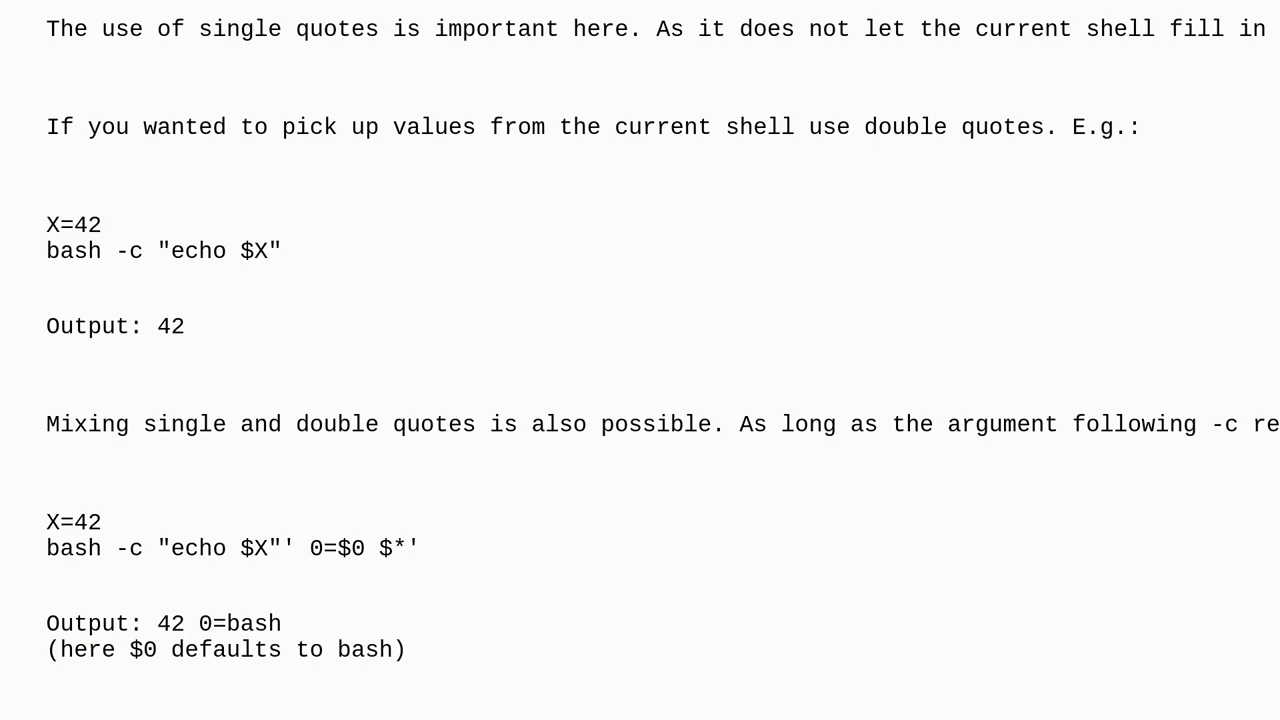 The use of single quotes is important here. As it does not let the current shell fill in
If you wanted to pick up values from the current shell use double quotes. E.g.:
X=42
bash -c "echo $X"
Output: 42
Mixing single and double quotes is also possible. As long as the argument following -c re
X=42
bash -c "echo $X"' 0=$0 $*'
Output: 42 0=bash
(here $0 defaults to bash)